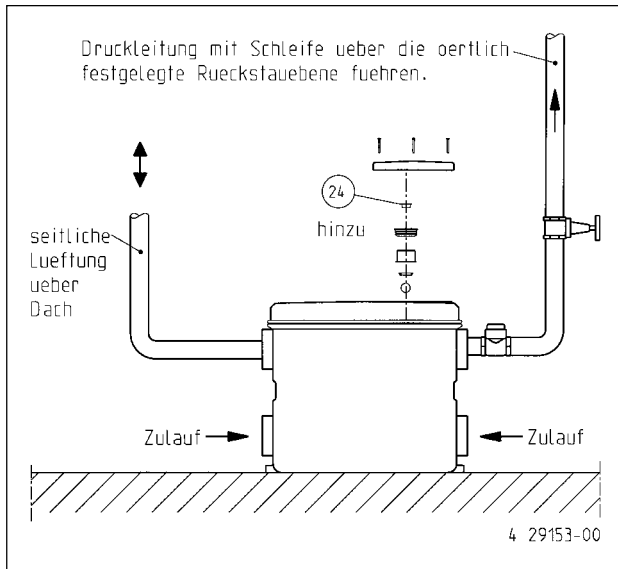 Druckleitung mit Schleife ueber die oertlich
festgelegte Rueckstauebene fuehren.
24
hinzu
seitliche
Lueftung
ueber
Dach
Zulauf
Zulauf
4 29153-00